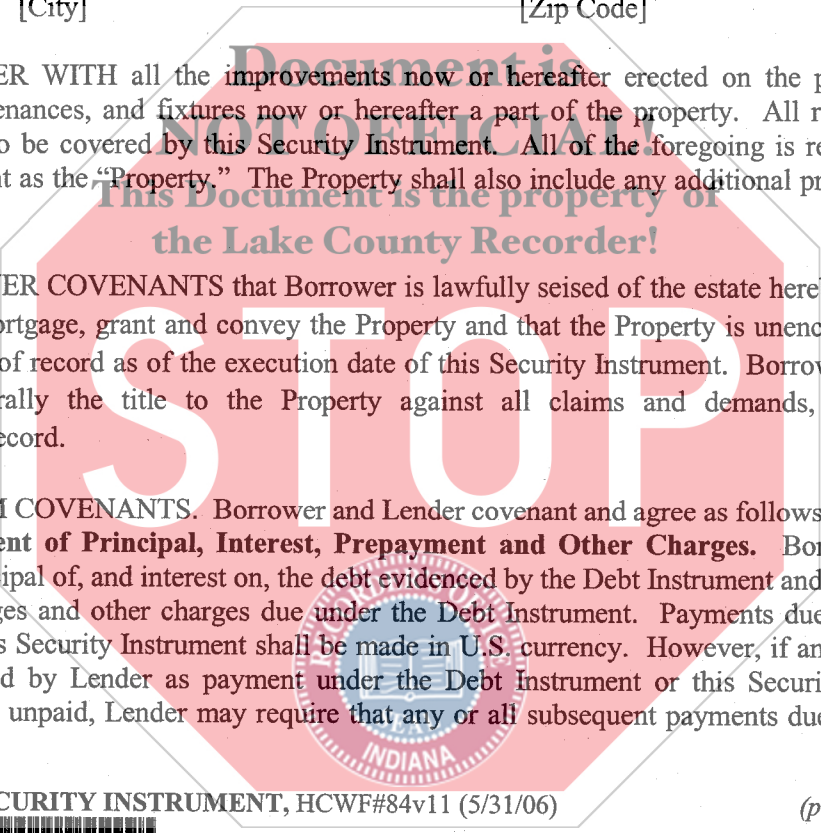 [City] [Zip Code]
Document is
ER WITH all the improvements now or hereafter erected on the p
enances, and fixtures now or hereafter a part of the property. All r
NOT OFFICIAL!
o be covered by this Security Instrument. All of the foregoing is re
nt as the “Property.” The Property shall also include any additional pr
This Document is the property of
the Lake County Recorder!
ER COVENANTS that Borrower is lawfully seised of the estate here
ortgage, grant and convey the Property and that the Property is unenc
of record as of the execution date of this Security Instrument. Borrow
rally the title to the Property against all claims and demands,
ecord.
STOP
M COVENANTS. Borrower and Lender covenant and agree as follows
ent of Principal, Interest, Prepayment and Other Charges. Bor
ipal of, and interest on, the debt evidenced by the Debt Instrument and
ges and other charges due under the Debt Instrument. Payments due
s Security Instrument shall be made in U.S. currency. However, if an
d by Lender as payment under the Debt Instrument or this Securi
unpaid, Lender may require that any or all subsequent payments due
SEAL
INDIANA
CURITY INSTRUMENT, HCWF#84v11 (5/31/06) (p